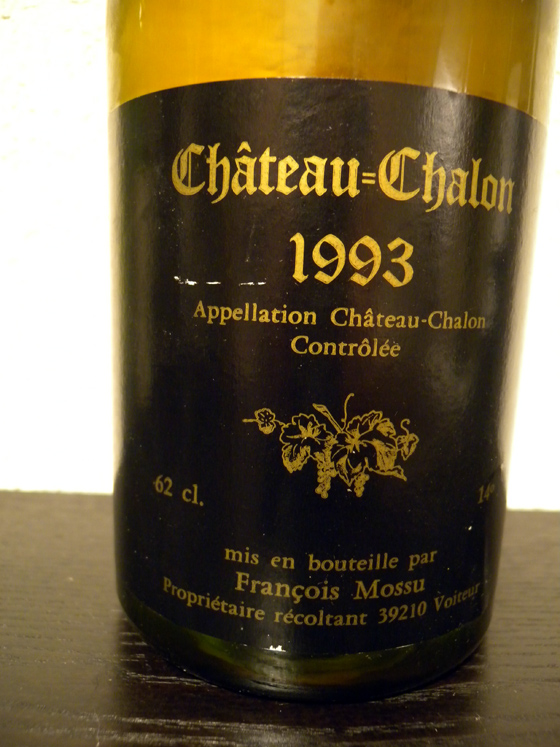 Château-Chalon
1993
Appellation Château-Chalon
Contrôlée
62 cl.
14°
mis en bouteille par
François Mossu
Propriétaire récoltant 39210 Voiteur